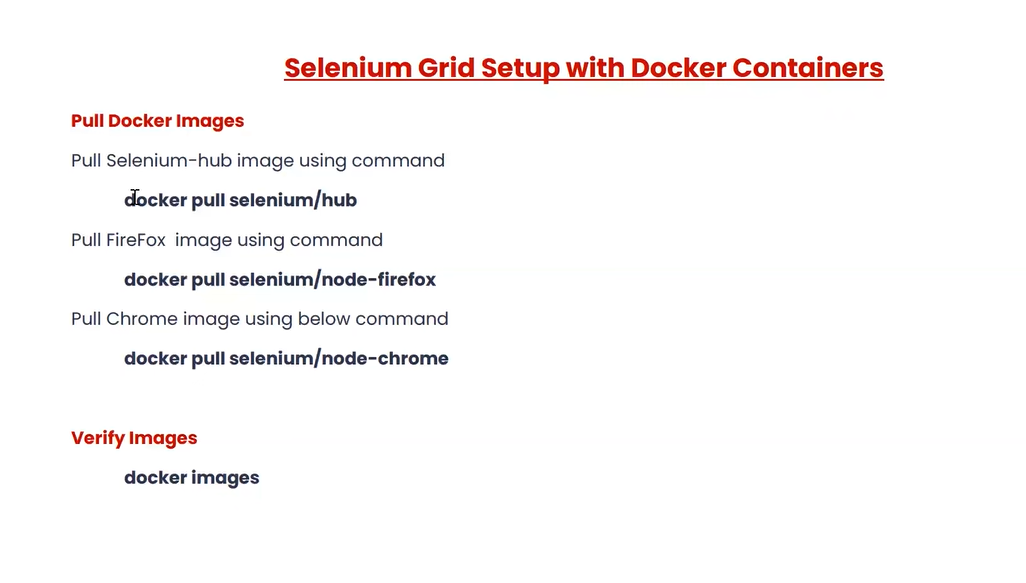 Selenium Grid Setup with Docker Containers
Pull Docker Images
Pull Selenium-hub image using command
docker pull selenium/hub
Pull FireFox  image using command
docker pull selenium/node-firefox
Pull Chrome image using below command
docker pull selenium/node-chrome
Verify Images
docker images